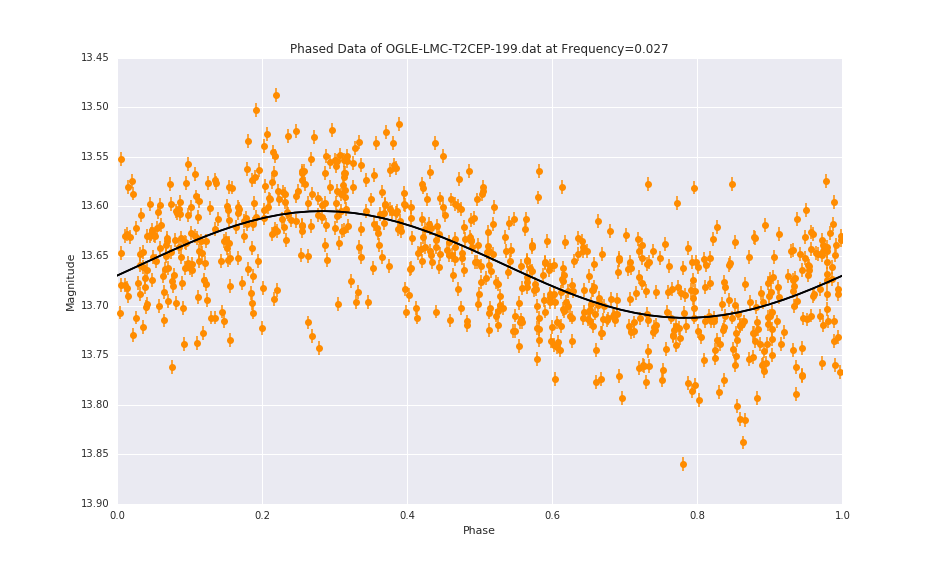 Phased Data of OGLE-LMC-T2CEP-199.dat at Frequency=0.027
13.45
13.50
13.55
13.60
13.65
13.70
13.75
13.80
13.85
13.90
Magnitude
0.0 0.2 0.4 0.6 0.8 1.0
Phase